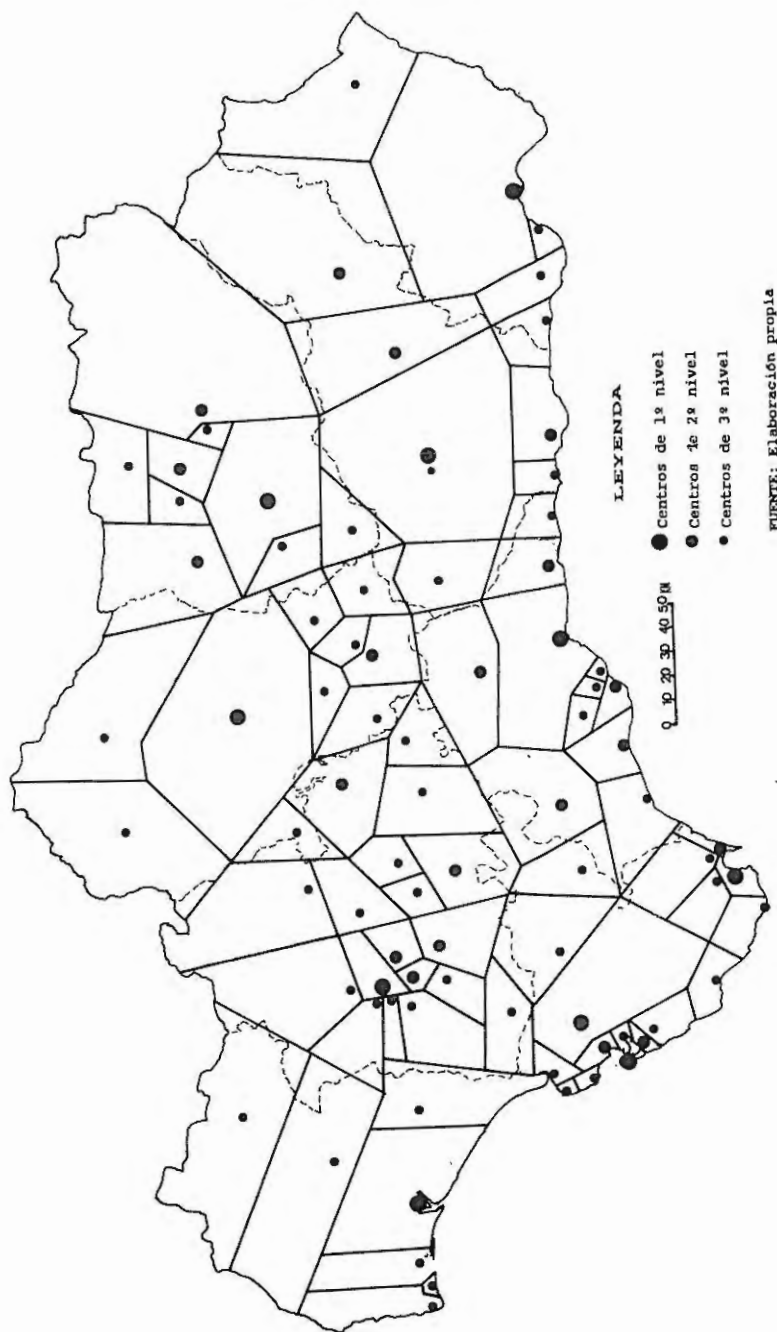 LEYENDA
Centros de 1º nivel
Centros de 2º nivel
Centros de 3º nivel
0 10 20 30 40 50
FUENTE: Elaboración propia